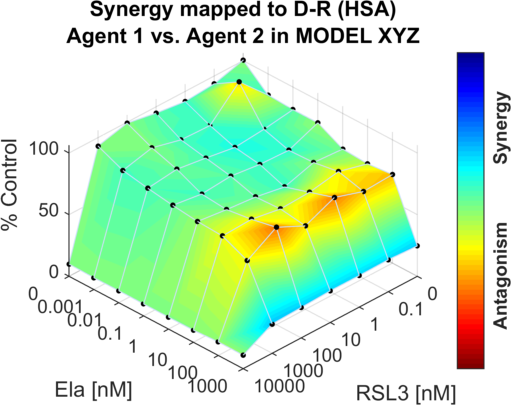 Synergy mapped to D-R (HSA)
Agent 1 vs. Agent 2 in MODEL XYZ
% Control
100
50
0
0
0.001
0.01
0.1
1
10
100
1000
Ela [nM]
0
0.1
1
10
100
1000
10000
RSL3 [nM]
Synergy
Antagonism